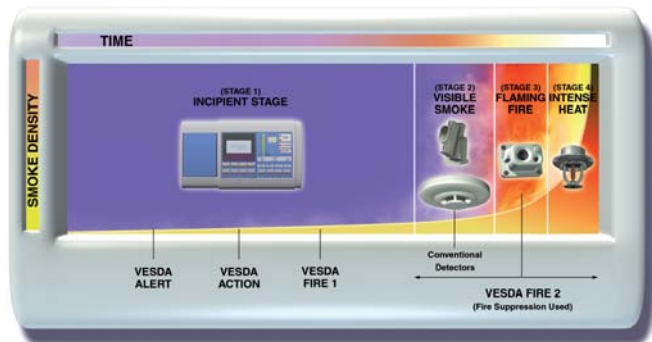 TIME
SMOKE DENSITY
(STAGE 1)
INCIPIENT STAGE
(STAGE 2)
VISIBLE
SMOKE
(STAGE 3)
FLAMING
FIRE
(STAGE 4)
INTENSE
HEAT
VESDA
ALERT
VESDA
ACTION
VESDA
FIRE 1
Conventional
Detectors
VESDA FIRE 2
(Fire Suppression Used)